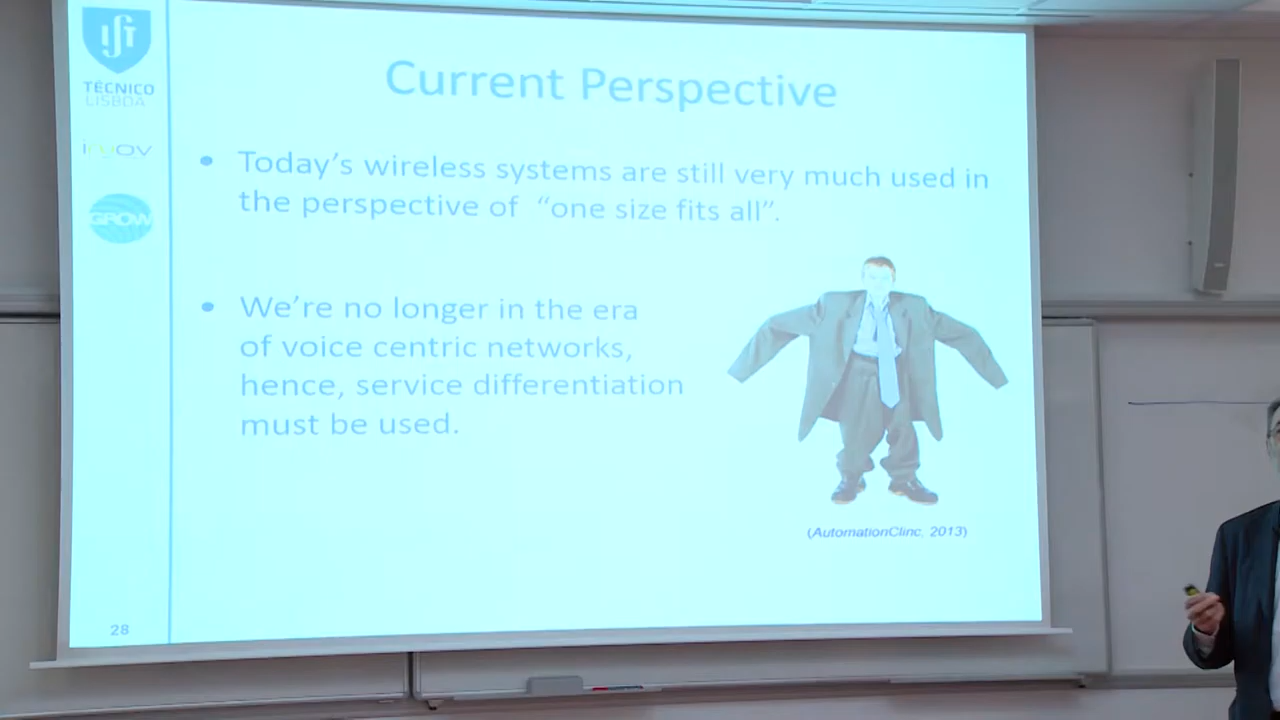 TÉCNICO
LISBOA
inov
GROW
Current Perspective
• Today's wireless systems are still very much used in
the perspective of "one size fits all".
• We're no longer in the era
of voice centric networks,
hence, service differentiation
must be used.
(AutomationClinc, 2013)
28